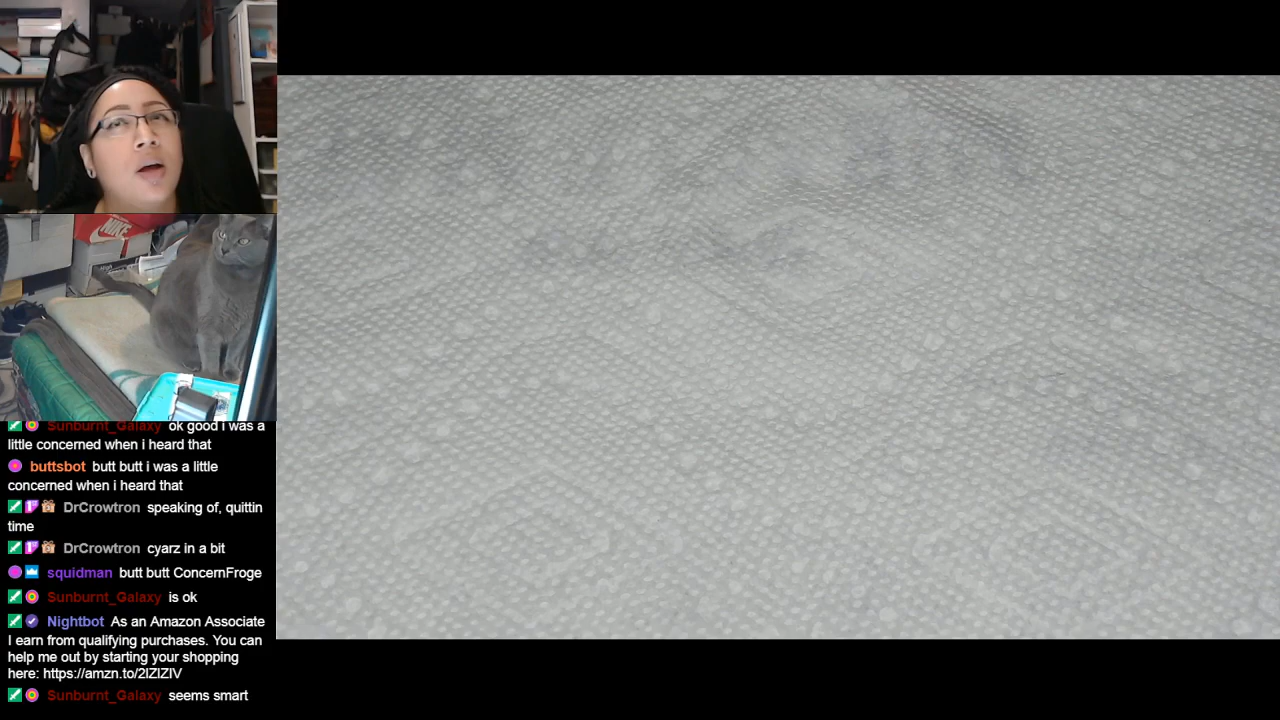 NIKE
Sunburnt_Galaxy ok good i was a
little concerned when i heard that
buttsbot butt butt i was a little
concerned when i heard that
DrCrowtron speaking of, quittin
time
DrCrowtron cyarz in a bit
squidman butt butt ConcernFroge
Sunburnt_Galaxy is ok
Nightbot As an Amazon Associate
I earn from qualifying purchases. You can
help me out by starting your shopping
here: https://amzn.to/2lZlZIV
Sunburnt_Galaxy seems smart